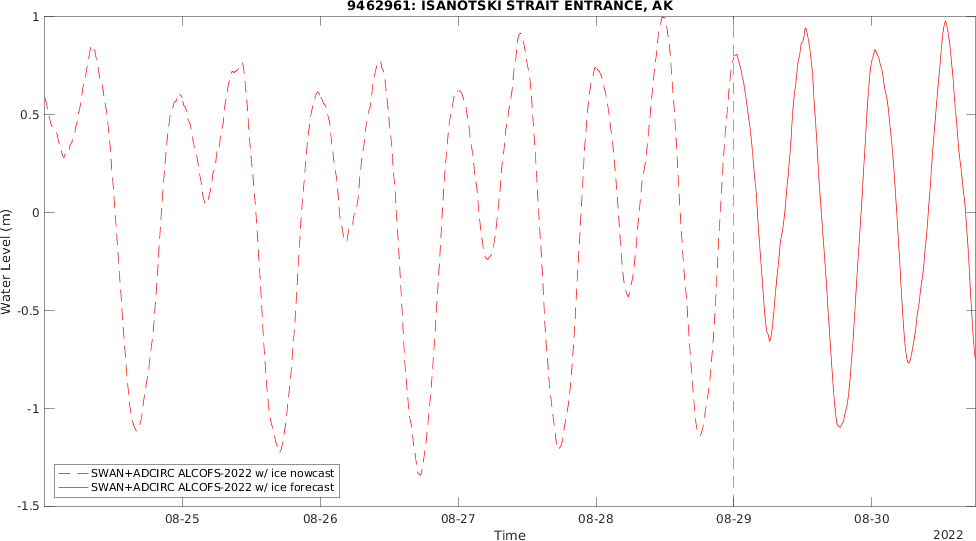 9462961: ISANOTSKI STRAIT ENTRANCE, AK
1
0.5
0
-0.5
-1
-1.5
Water Level (m)
SWAN+ADCIRC ALCOFS-2022 w/ ice nowcast
SWAN+ADCIRC ALCOFS-2022 w/ ice forecast
08-25
08-26
08-27
08-28
08-29
08-30
Time
2022